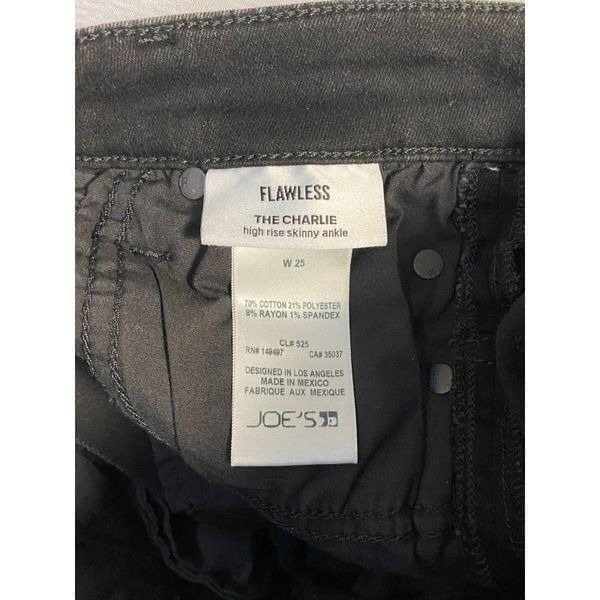 FLAWLESS
THE CHARLIE
high rise skinny ankle
W 25
70% COTTON 21% POLYESTER
8% RAYON 1% SPANDEX
CL# 525
RN# 149497 CA# 35037
DESIGNED IN LOS ANGELES
MADE IN MEXICO
FABRIQUE AUX MEXIQUE
JOE'S